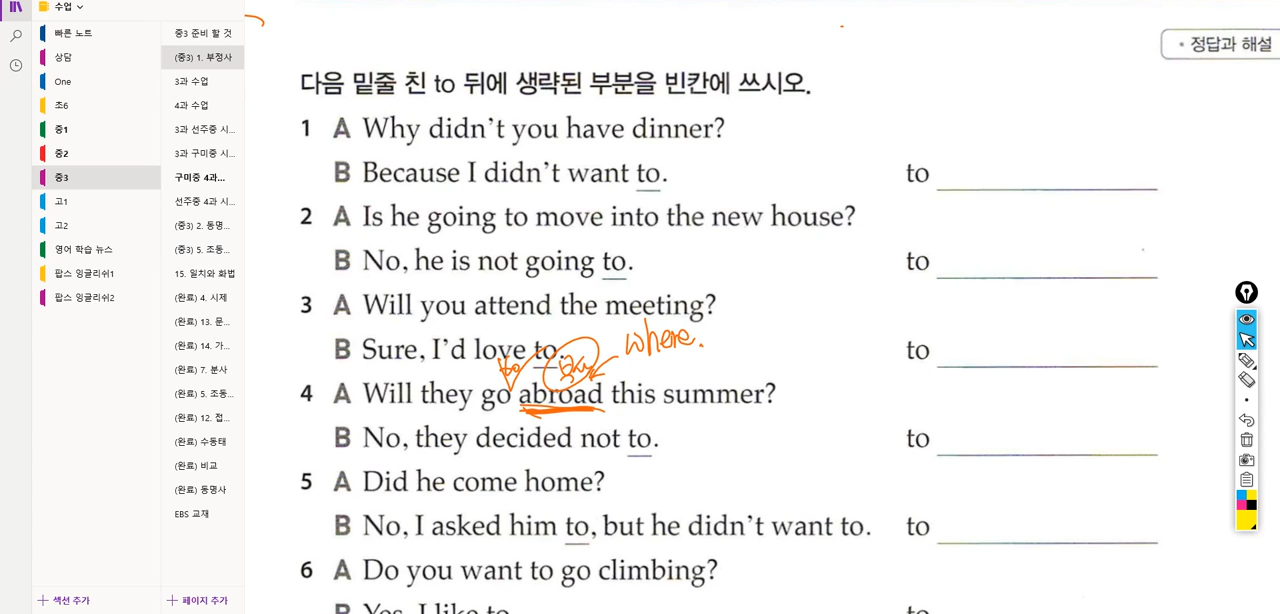 수업
빠른 노트
상담
One
초6
중1
중2
중3
고1
고2
영어 학습 뉴스
팝스 잉글리쉬1
팝스 잉글리쉬2
섹션 추가
중3 준비 할 것
(중3) 1. 부정사
3과 수업
4과 수업
3과 선주중 시...
3과 구미중 시...
구미중 4과...
선주중 4과 시...
(중3) 2. 동명...
(중3) 5. 조동...
15. 일치와 화법
(완료) 4. 시제
(완료) 13. 문...
(완료) 14. 가...
(완료) 7. 분사
(완료) 5. 조동...
(완료) 12. 접...
(완료) 수동태
(완료) 비교
(완료) 동명사
EBS 교재
페이지 추가
• 정답과 해설
다음 밑줄 친 to 뒤에 생략된 부분을 빈칸에 쓰시오.
1 A Why didn't you have dinner?
B Because I didn't want to. to
2 A Is he going to move into the new house?
B No, he is not going to. to
3 A Will you attend the meeting?
B Sure, I'd love to. to
where.
to
4 A Will they go abroad this summer?
B No, they decided not to. to
5 A Did he come home?
B No, I asked him to, but he didn't want to. to
6 A Do you want to go climbing?
B Yes, I like to. to